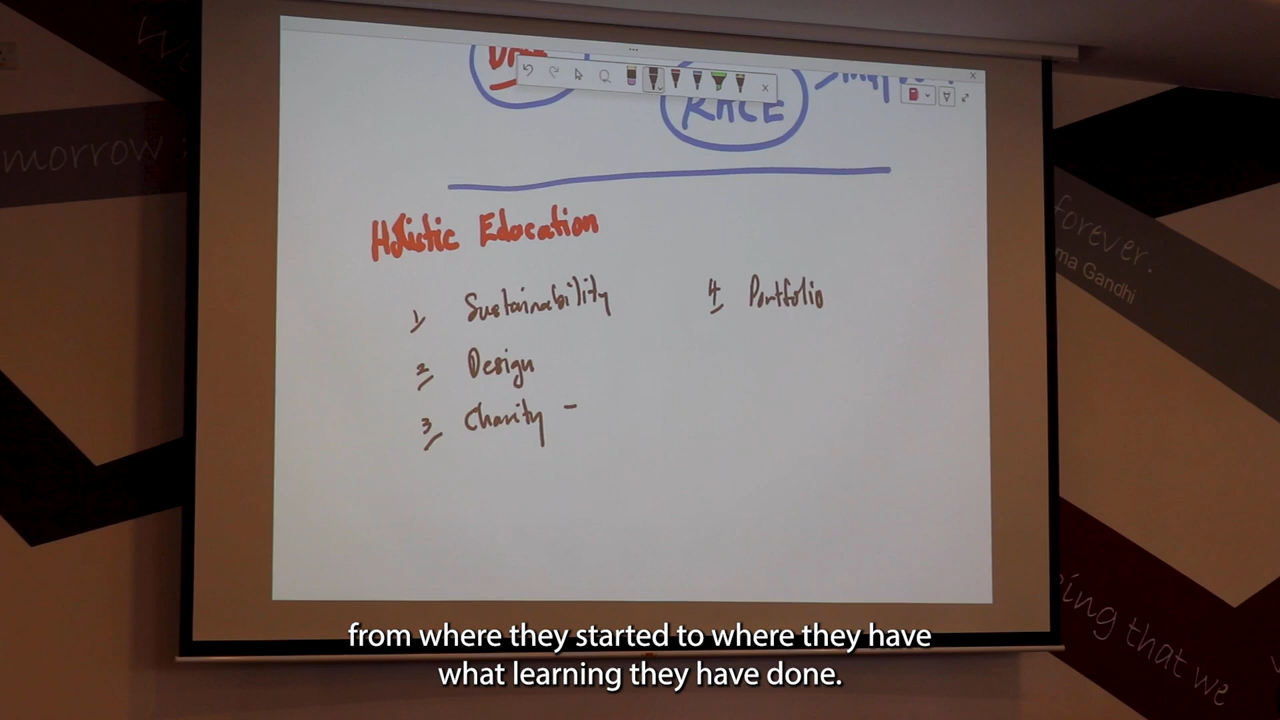 RACE
morrow
forever.
ma Gandhi
Holistic Education
1 Sustainability
4 Portfolio
2 Design
3 Charity -
ing that we
from where they started to where they have
what learning they have done.